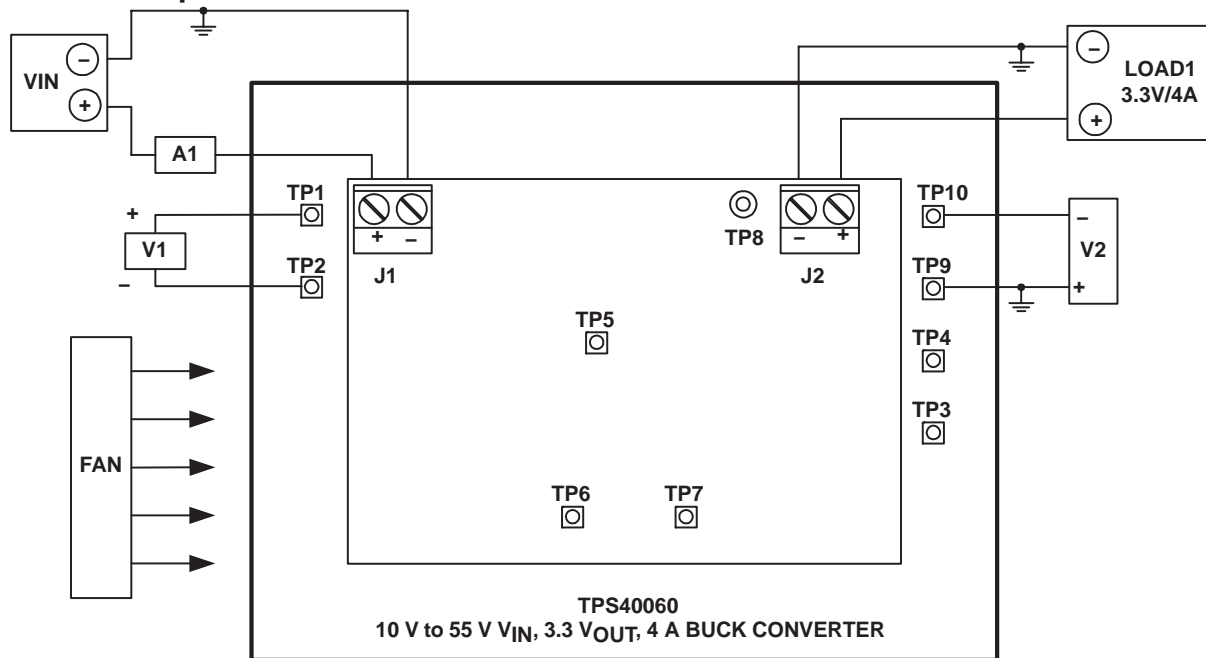 VIN
−
+
A1
LOAD1
3.3V/4A
−
+
TP1
+
V1
−
TP2
+ −
J1
TP8
− +
J2
TP10
−
V2
+
TP9
TP5
TP4
TP3
FAN
TP6
TP7
TPS40060
10 V to 55 V VIN, 3.3 VOUT, 4 A BUCK CONVERTER